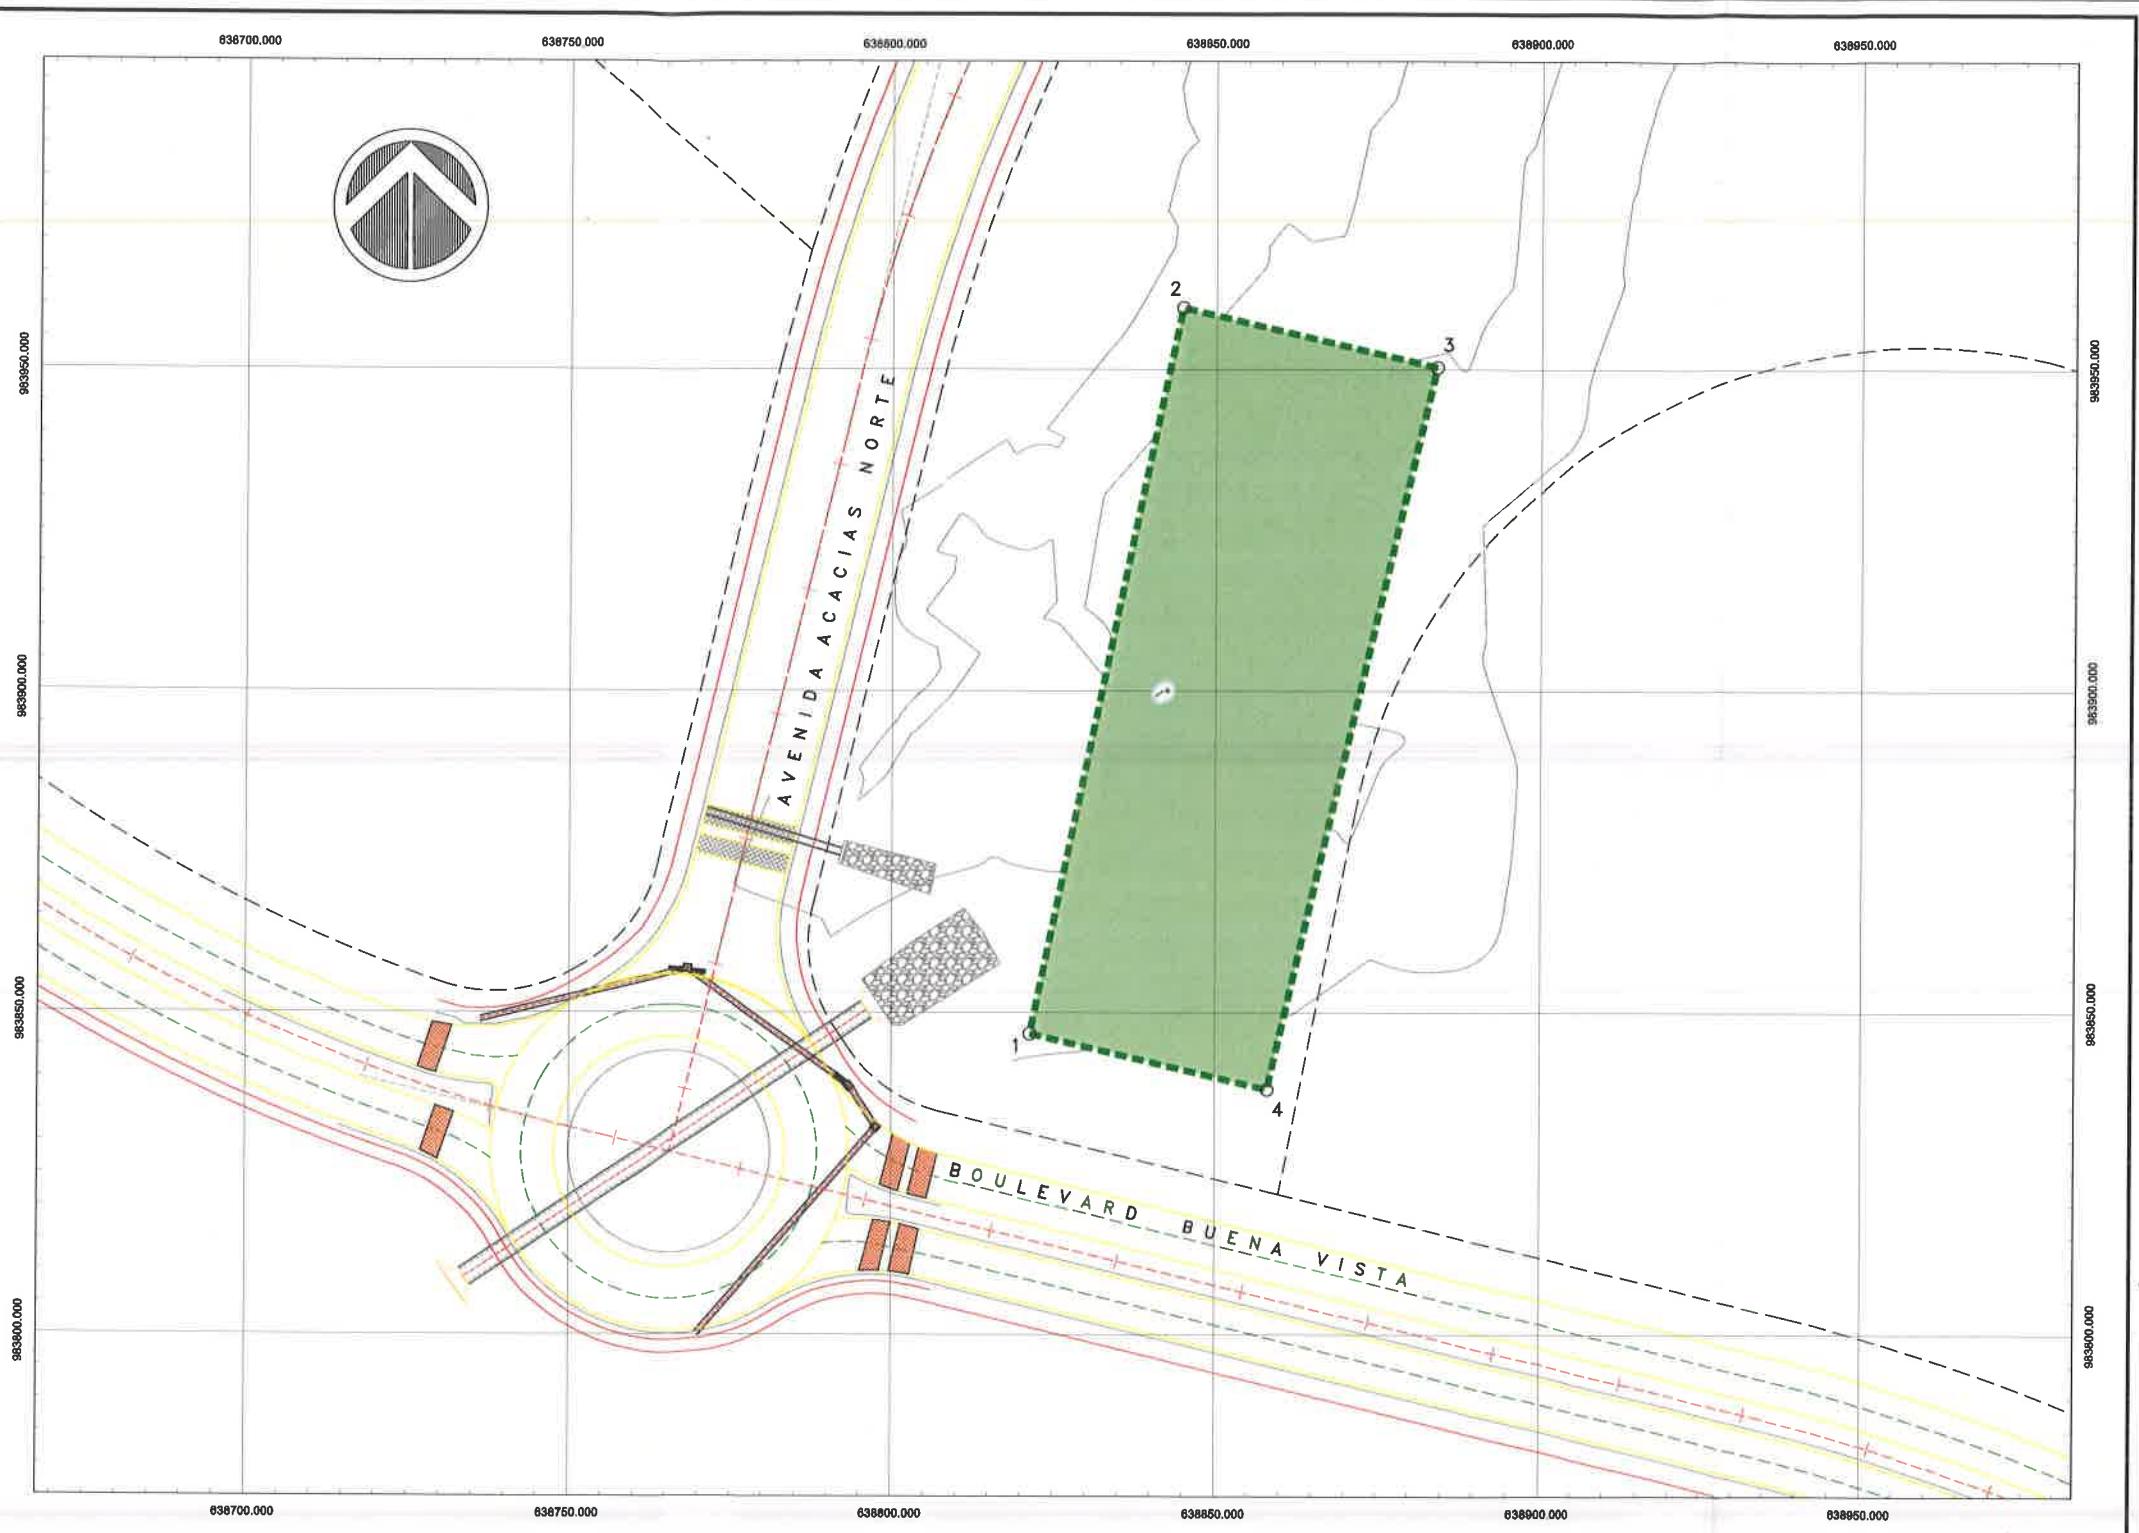 638700.000 638750.000 638800.000 638850.000 638900.000 638950.000
2
3
983950.000 983950.000
AVENIDA ACACIAS NORTE
983900.000 983900.000
983850.000 983850.000
1
4
BOULEVARD BUENA VISTA
983800.000 983800.000
638700.000 638750.000 638800.000 638850.000 638900.000 638950.000